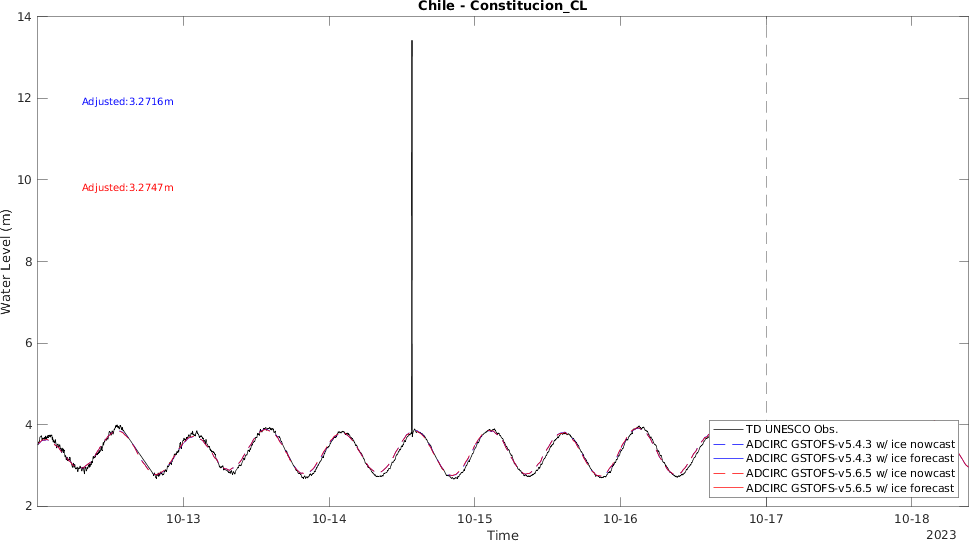 Chile - Constitucion_CL
14
12
10
8
6
4
2
Water Level (m)
Adjusted:3.2716m
Adjusted:3.2747m
TD UNESCO Obs.
ADCIRC GSTOFS-v5.4.3 w/ ice nowcast
ADCIRC GSTOFS-v5.4.3 w/ ice forecast
ADCIRC GSTOFS-v5.6.5 w/ ice nowcast
ADCIRC GSTOFS-v5.6.5 w/ ice forecast
10-13
10-14
10-15
10-16
10-17
10-18
Time
2023